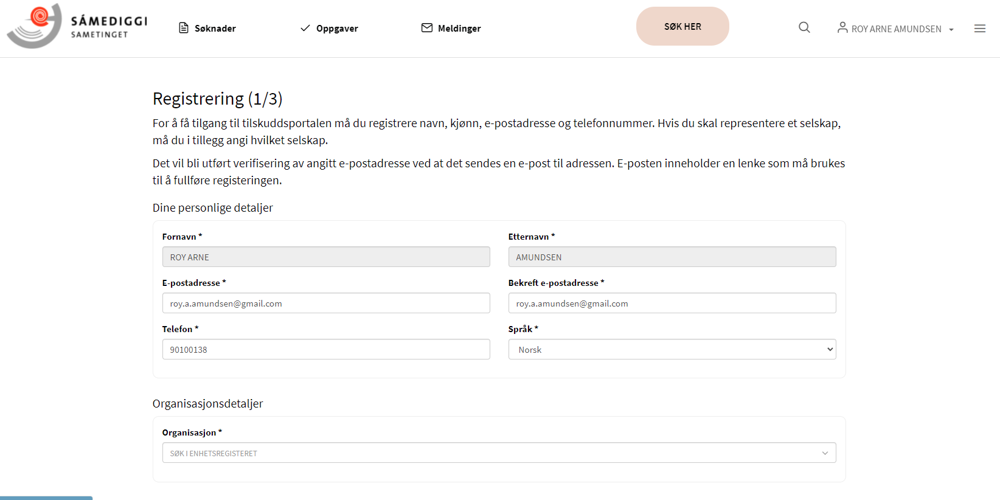 SÁMEDIGGI
SAMETINGET
Søknader
Oppgaver
Meldinger
SØK HER
ROY ARNE AMUNDSEN
Registrering (1/3)
For å få tilgang til tilskuddsportalen må du registrere navn, kjønn, e-postadresse og telefonnummer. Hvis du skal representere et selskap,
må du i tillegg angi hvilket selskap.
Det vil bli utført verifisering av angitt e-postadresse ved at det sendes en e-post til adressen. E-posten inneholder en lenke som må brukes
til å fullføre registeringen.
Dine personlige detaljer
Fornavn *
Etternavn *
ROY ARNE
AMUNDSEN
E-postadresse *
Bekreft e-postadresse *
roy.a.amundsen@gmail.com
roy.a.amundsen@gmail.com
Telefon *
Språk *
90100138
Norsk
Organisasjonsdetaljer
Organisasjon *
SØK I ENHETSREGISTERET